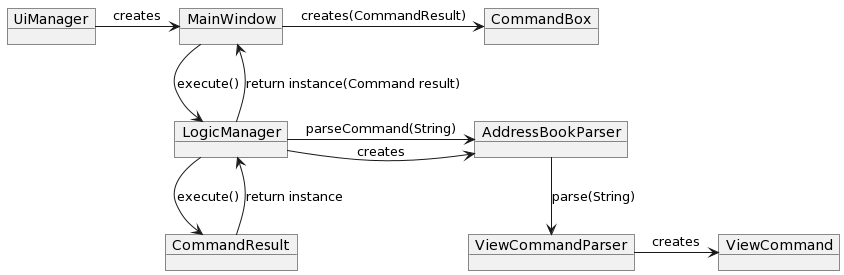 UiManager
creates
MainWindow
creates(CommandResult)
CommandBox
execute()
return instance(Command result)
LogicManager
parseCommand(String)
creates
AddressBookParser
execute()
return instance
parse(String)
CommandResult
ViewCommandParser
creates
ViewCommand